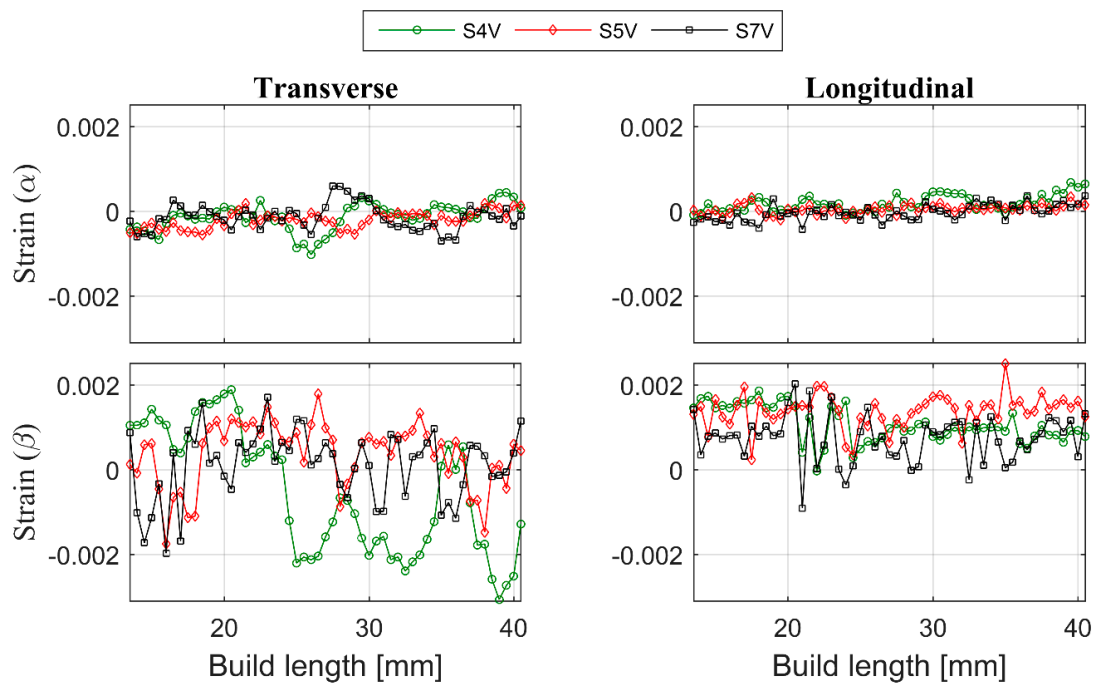 S4V S5V S7V
Transverse Longitudinal
0.002 0.002
Strain (α)
0 0
-0.002 -0.002
0.002 0.002
Strain (β)
0 0
-0.002 -0.002
20 30 40 20 30 40
Build length [mm] Build length [mm]